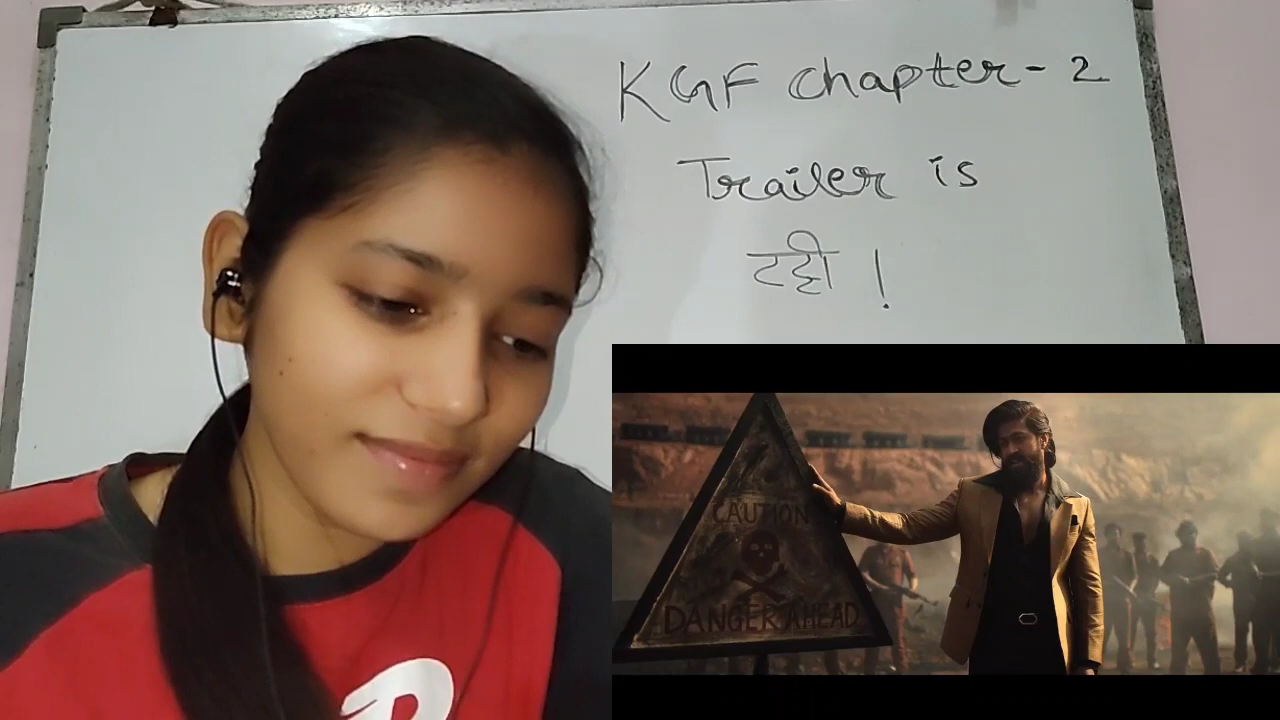 KGF Chapter-2
Trailer is
टट्टी !
CAUTION
DANGER AHEAD